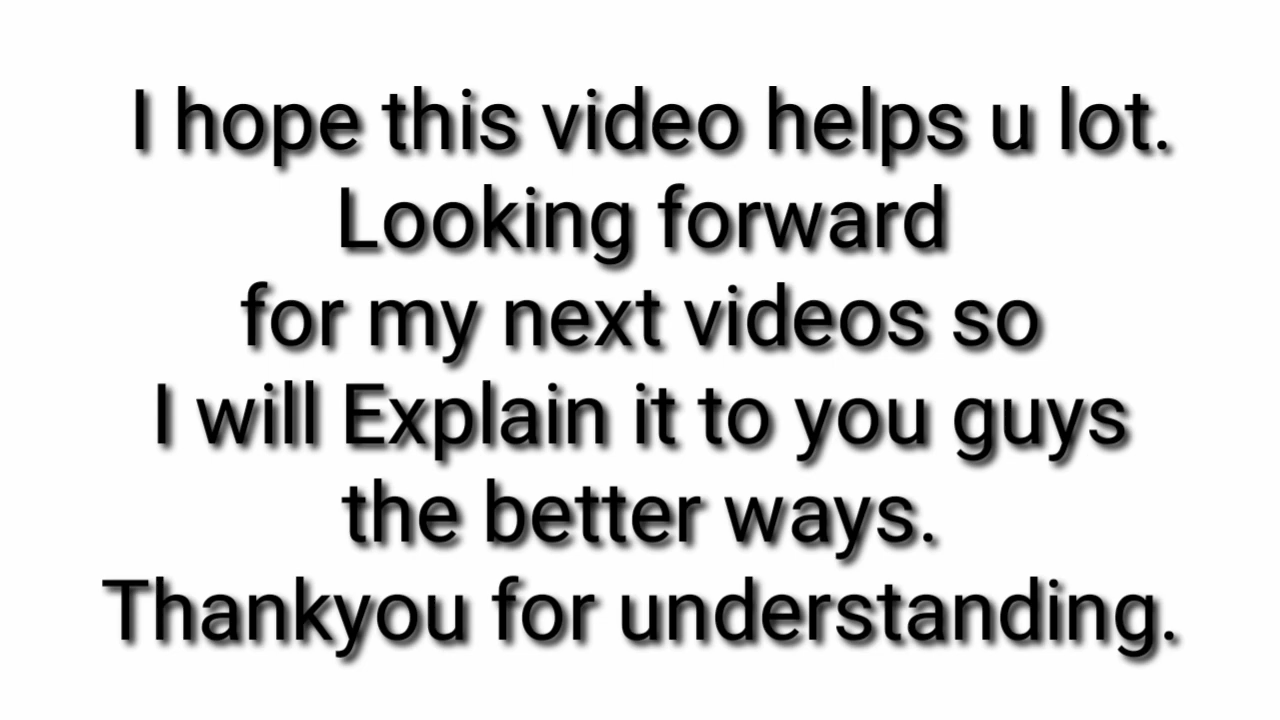 I hope this video helps u lot.
Looking forward
for my next videos so
I will Explain it to you guys
the better ways.
Thankyou for understanding.